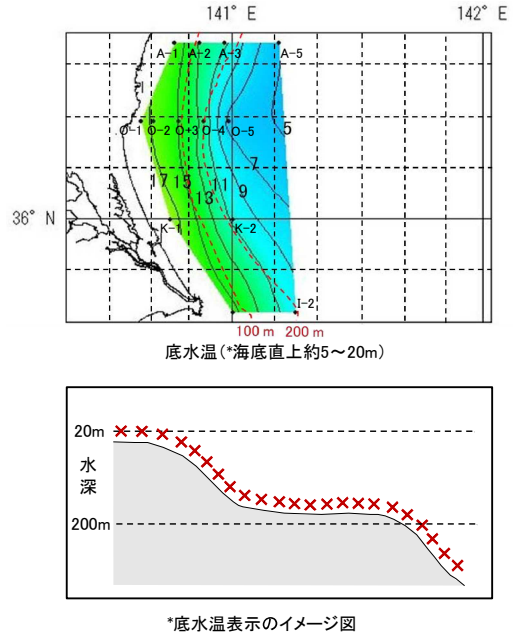 141° E
142° E
A-1
A-2
A-3
A-5
O-1
O-2
O-3
O-4
O-5
5
7
17
15
13
11
9
36° N
K-1
K-2
I-2
100 m
200 m
底水温(*海底直上約5～20m)
20m
水
深
200m
*底水温表示のイメージ図